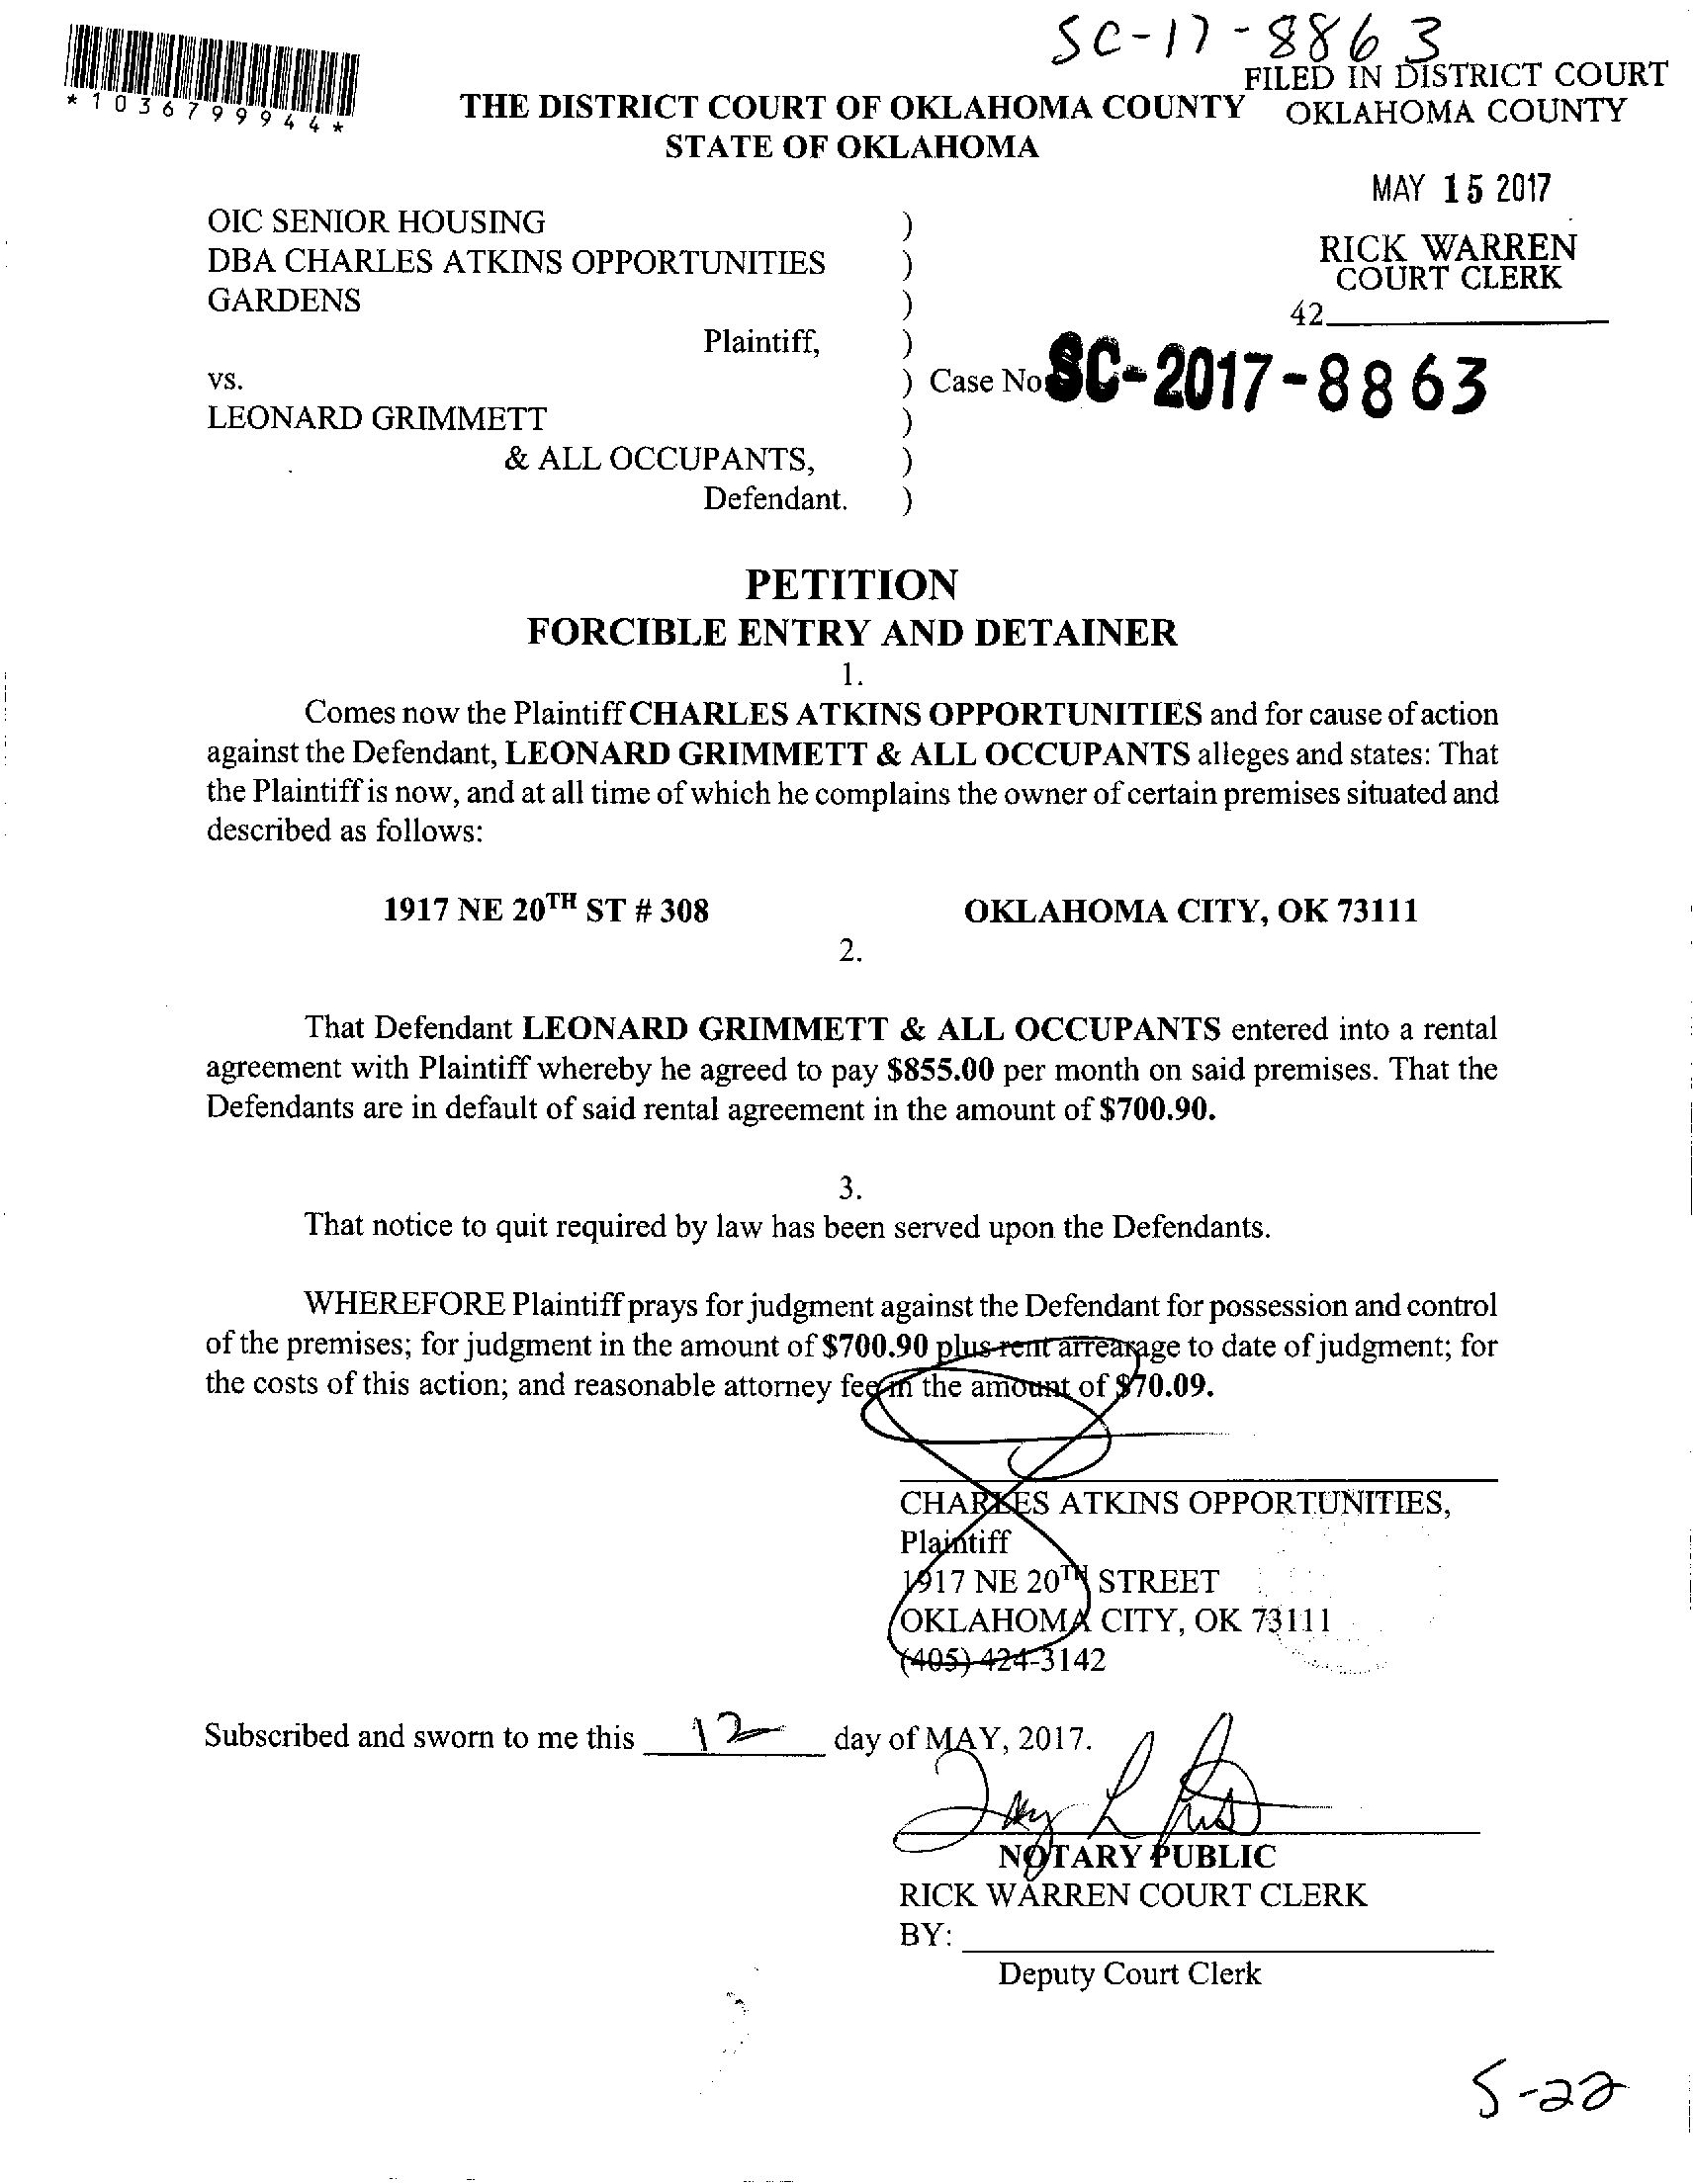 SC-17-8863
FILED IN DISTRICT COURT
OKLAHOMA COUNTY
*1036799944*
THE DISTRICT COURT OF OKLAHOMA COUNTY
STATE OF OKLAHOMA
MAY 15 2017
RICK WARREN
COURT CLERK
42
OIC SENIOR HOUSING )
DBA CHARLES ATKINS OPPORTUNITIES )
GARDENS )
Plaintiff, )
vs. ) Case No SC-2017-8863
LEONARD GRIMMETT )
& ALL OCCUPANTS, )
Defendant. )
PETITION
FORCIBLE ENTRY AND DETAINER
1.
Comes now the Plaintiff CHARLES ATKINS OPPORTUNITIES and for cause of action
against the Defendant, LEONARD GRIMMETT & ALL OCCUPANTS alleges and states: That
the Plaintiff is now, and at all time of which he complains the owner of certain premises situated and
described as follows:
1917 NE 20TH ST # 308 OKLAHOMA CITY, OK 73111
2.
That Defendant LEONARD GRIMMETT & ALL OCCUPANTS entered into a rental
agreement with Plaintiff whereby he agreed to pay $855.00 per month on said premises. That the
Defendants are in default of said rental agreement in the amount of $700.90.
3.
That notice to quit required by law has been served upon the Defendants.
WHEREFORE Plaintiff prays for judgment against the Defendant for possession and control
of the premises; for judgment in the amount of $700.90 plus rent arrearage to date of judgment; for
the costs of this action; and reasonable attorney fee in the amount of $70.09.
CHARLES ATKINS OPPORTUNITIES,
Plaintiff
1917 NE 20TH STREET
OKLAHOMA CITY, OK 73111
(405) 424-3142
Subscribed and sworn to me this 12 day of MAY, 2017.
NOTARY PUBLIC
RICK WARREN COURT CLERK
BY:
Deputy Court Clerk
5-22